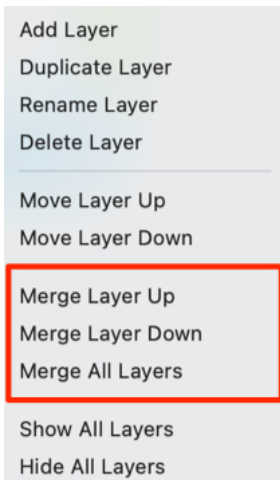 Add Layer
Duplicate Layer
Rename Layer
Delete Layer
Move Layer Up
Move Layer Down
Merge Layer Up
Merge Layer Down
Merge All Layers
Show All Layers
Hide All Layers